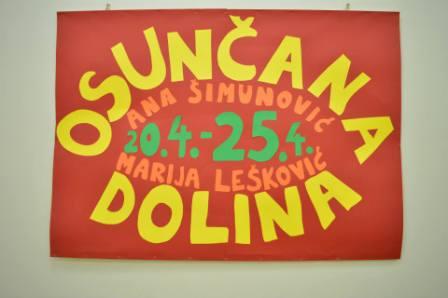 OSUNČANA
ANA ŠIMUNOVIĆ
20.4.-25.4.
MARIJA LEŠKOVIĆ
DOLINA